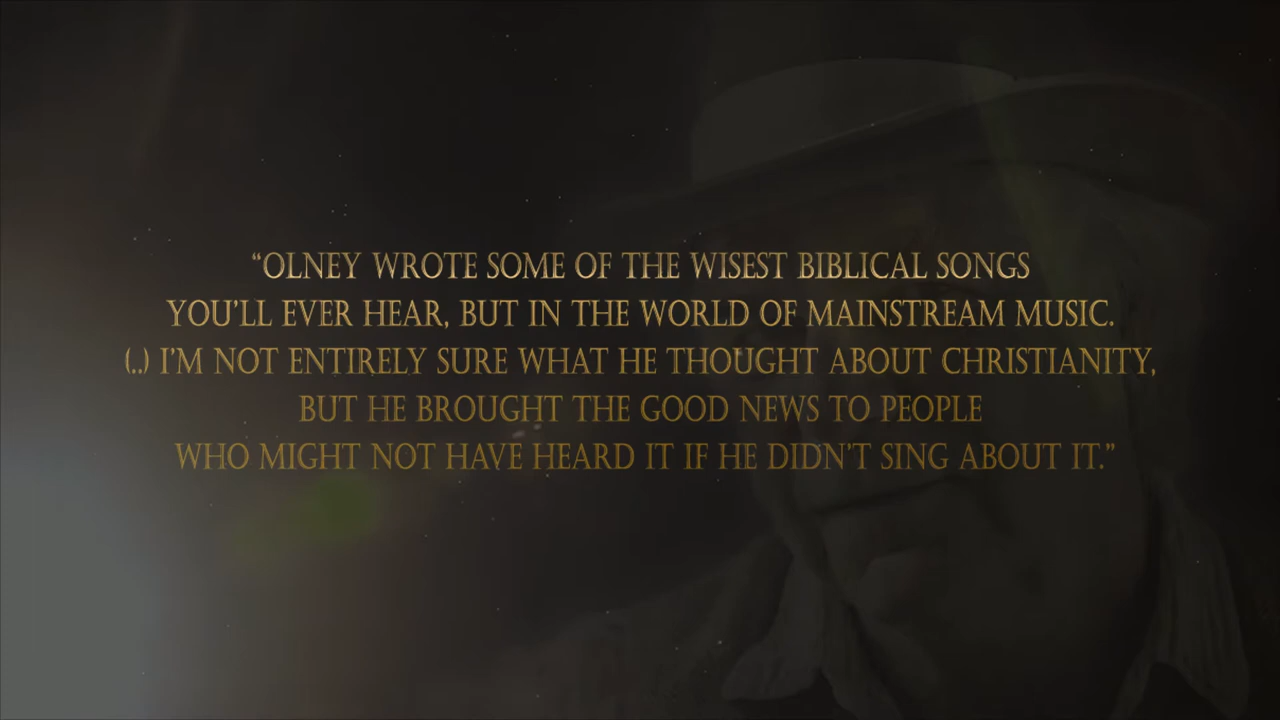 “OLNEY WROTE SOME OF THE WISEST BIBLICAL SONGS
YOU’LL EVER HEAR, BUT IN THE WORLD OF MAINSTREAM MUSIC.
(..) I’M NOT ENTIRELY SURE WHAT HE THOUGHT ABOUT CHRISTIANITY,
BUT HE BROUGHT THE GOOD NEWS TO PEOPLE
WHO MIGHT NOT HAVE HEARD IT IF HE DIDN’T SING ABOUT IT.”